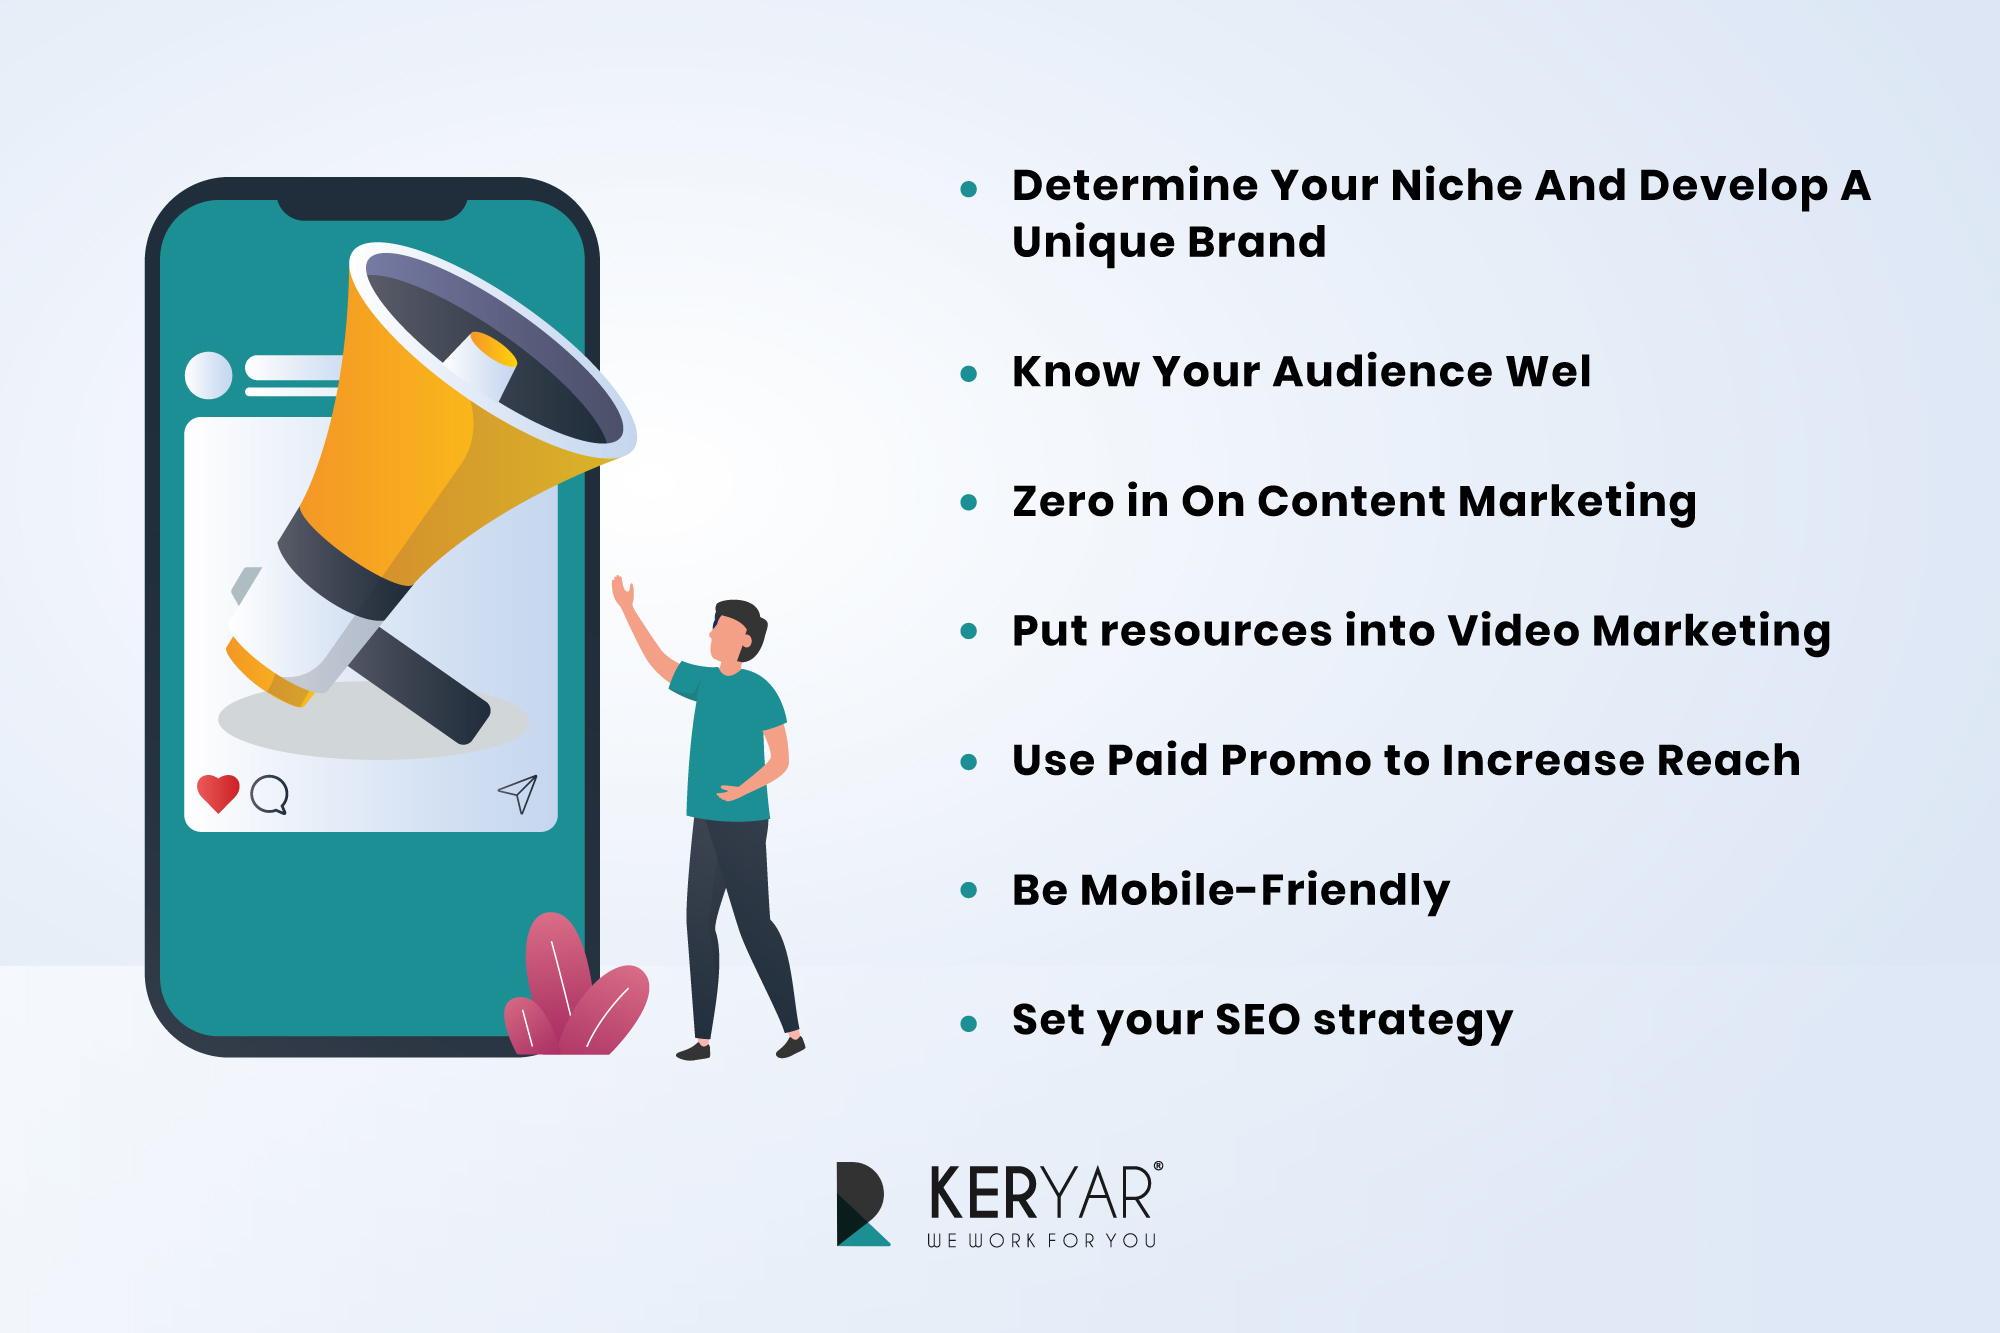 Determine Your Niche And Develop A
Unique Brand
Know Your Audience Wel
Zero in On Content Marketing
Put resources into Video Marketing
Use Paid Promo to Increase Reach
Be Mobile-Friendly
Set your SEO strategy
KERYAR®
WE WORK FOR YOU